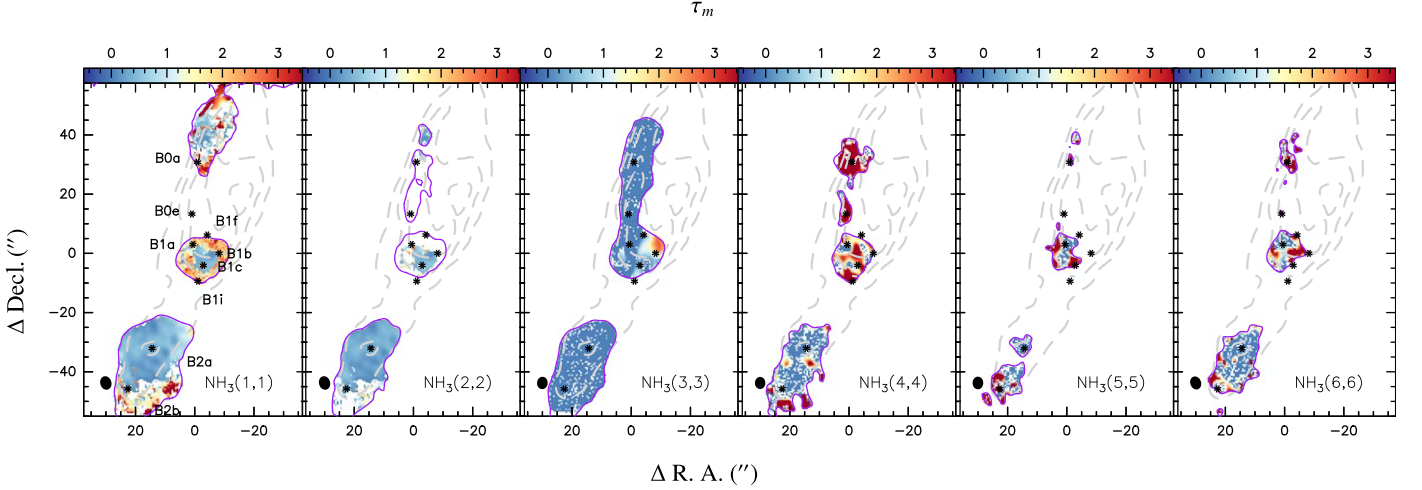 τm
0 1 2 3 0 1 2 3 0 1 2 3 0 1 2 3 0 1 2 3 0 1 2 3
40
20
0
−20
−40
Δ Decl. (′′)
B0a
B0e
B1f
B1a
B1b
B1c
B1i
B2a
B2b
NH3(1,1)
NH3(2,2)
NH3(3,3)
NH3(4,4)
NH3(5,5)
NH3(6,6)
20 0 −20 20 0 −20 20 0 −20 20 0 −20 20 0 −20 20 0 −20
Δ R. A. (′′)